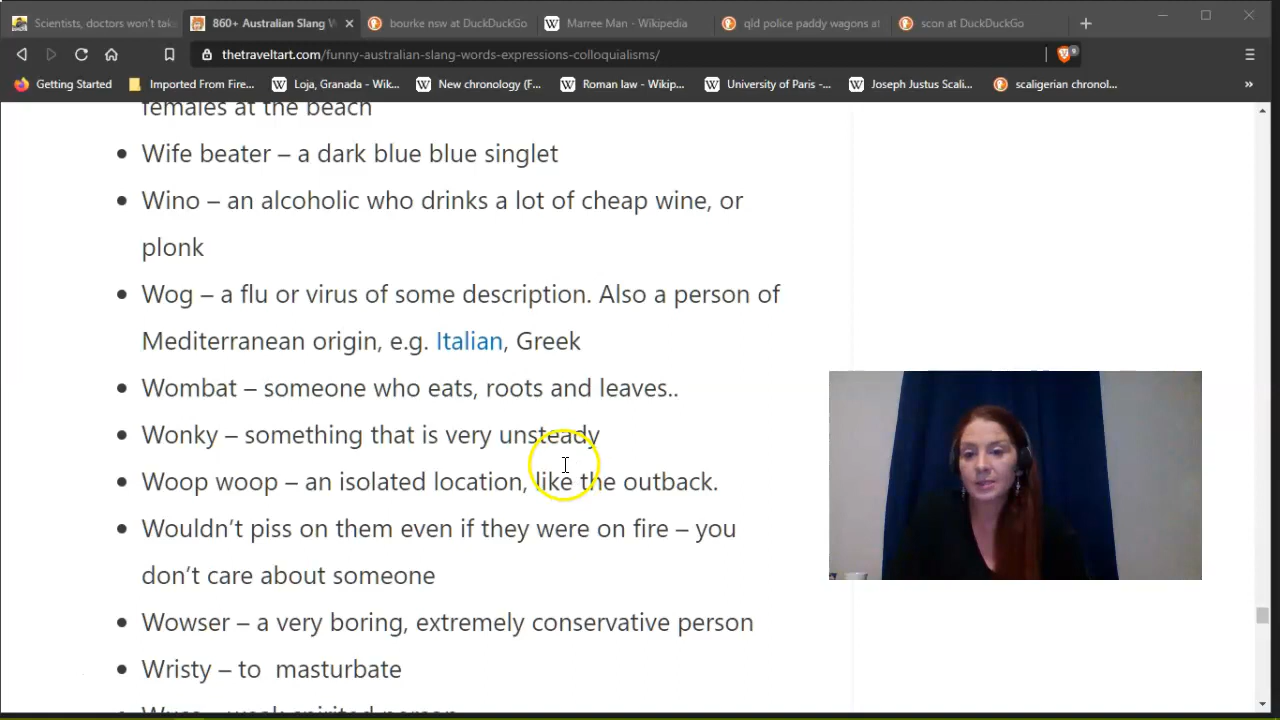 Scientists, doctors won't take
860+ Australian Slang W
bourke nsw at DuckDuckGo
Marree Man - Wikipedia
qld police paddy wagons at
scon at DuckDuckGo
thetraveltart.com/funny-australian-slang-words-expressions-colloquialisms/
Getting Started
Imported From Fire...
Loja, Granada - Wik...
New chronology (F...
Roman law - Wikip...
University of Paris -...
Joseph Justus Scali...
scaligerian chronol...
females at the beach
Wife beater – a dark blue blue singlet
Wino – an alcoholic who drinks a lot of cheap wine, or
plonk
Wog – a flu or virus of some description. Also a person of
Mediterranean origin, e.g. Italian, Greek
Wombat – someone who eats, roots and leaves..
Wonky – something that is very unsteady
Woop woop – an isolated location, like the outback.
Wouldn't piss on them even if they were on fire – you
don't care about someone
Wowser – a very boring, extremely conservative person
Wristy – to masturbate